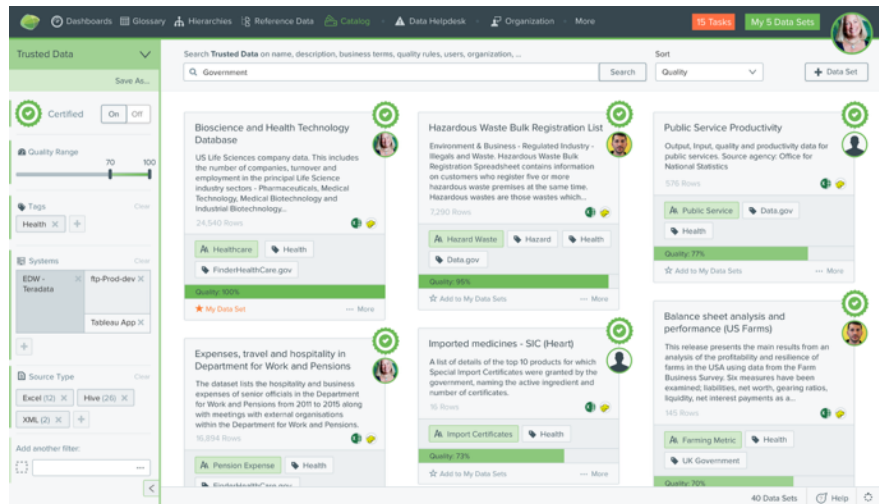 Dashboards Glossary Hierarchies Reference Data Catalog Data Helpdesk Organization More 15 Tasks My 5 Data Sets
Trusted Data
Save As...
Certified On Off
Quality Range
70 100
Tags Clear
Health
Systems Clear
EDW - Teradata
ftp-Prod-dev
Tableau App
Source Type Clear
Excel (12) Hive (26)
XML (2)
Add another filter:
Search Trusted Data on name, description, business terms, quality rules, users, organization, ...
Sort
Government
Search
Quality
+ Data Set
Bioscience and Health Technology
Database
US Life Sciences company data. This includes
the number of companies, turnover and
employment in the principal Life Science
industry sectors - Pharmaceuticals, Medical
Technology, Medical Biotechnology and
Industrial Biotechnology...
24,540 Rows
Healthcare Health
FinderHealthCare.gov
Quality: 100%
My Data Set More
Hazardous Waste Bulk Registration List
Environment & Business - Regulated Industry -
Illegals and Waste. Hazardous Waste Bulk
Registration Spreadsheet contains information
on customers who register five or more
hazardous waste premises at the same time.
Hazardous wastes are those wastes which...
7,290 Rows
Hazard Waste Hazard Health
Data.gov
Quality: 95%
Add to My Data Sets More
Public Service Productivity
Output, Input, quality and productivity data for
public services. Source agency: Office for
National Statistics
576 Rows
Public Service Data.gov
Health
Quality: 77%
Add to My Data Sets More
Expenses, travel and hospitality in
Department for Work and Pensions
The dataset lists the hospitality and business
expenses of senior officials in the Department
for Work and Pensions from 2011 to 2015 along
with meetings with external organisations
within the Department for Work and Pensions.
16,894 Rows
Pension Expense Health
FinderHealthCare.gov
Imported medicines - SIC (Heart)
A list of details of the top 10 products for which
Special Import Certificates were granted by the
government, naming the active ingredient and
number of certificates.
16 Rows
Import Certificates Health
Quality: 73%
Add to My Data Sets More
Balance sheet analysis and
performance (US Farms)
This release presents the main results from an
analysis of the profitability and resilience of
farms in the USA using data from the Farm
Business Survey. Six measures have been
examined; liabilities, net worth, gearing ratios,
liquidity, net interest payments as a...
145 Rows
Farming Metric Health
UK Government
Quality: 70%
40 Data Sets Help